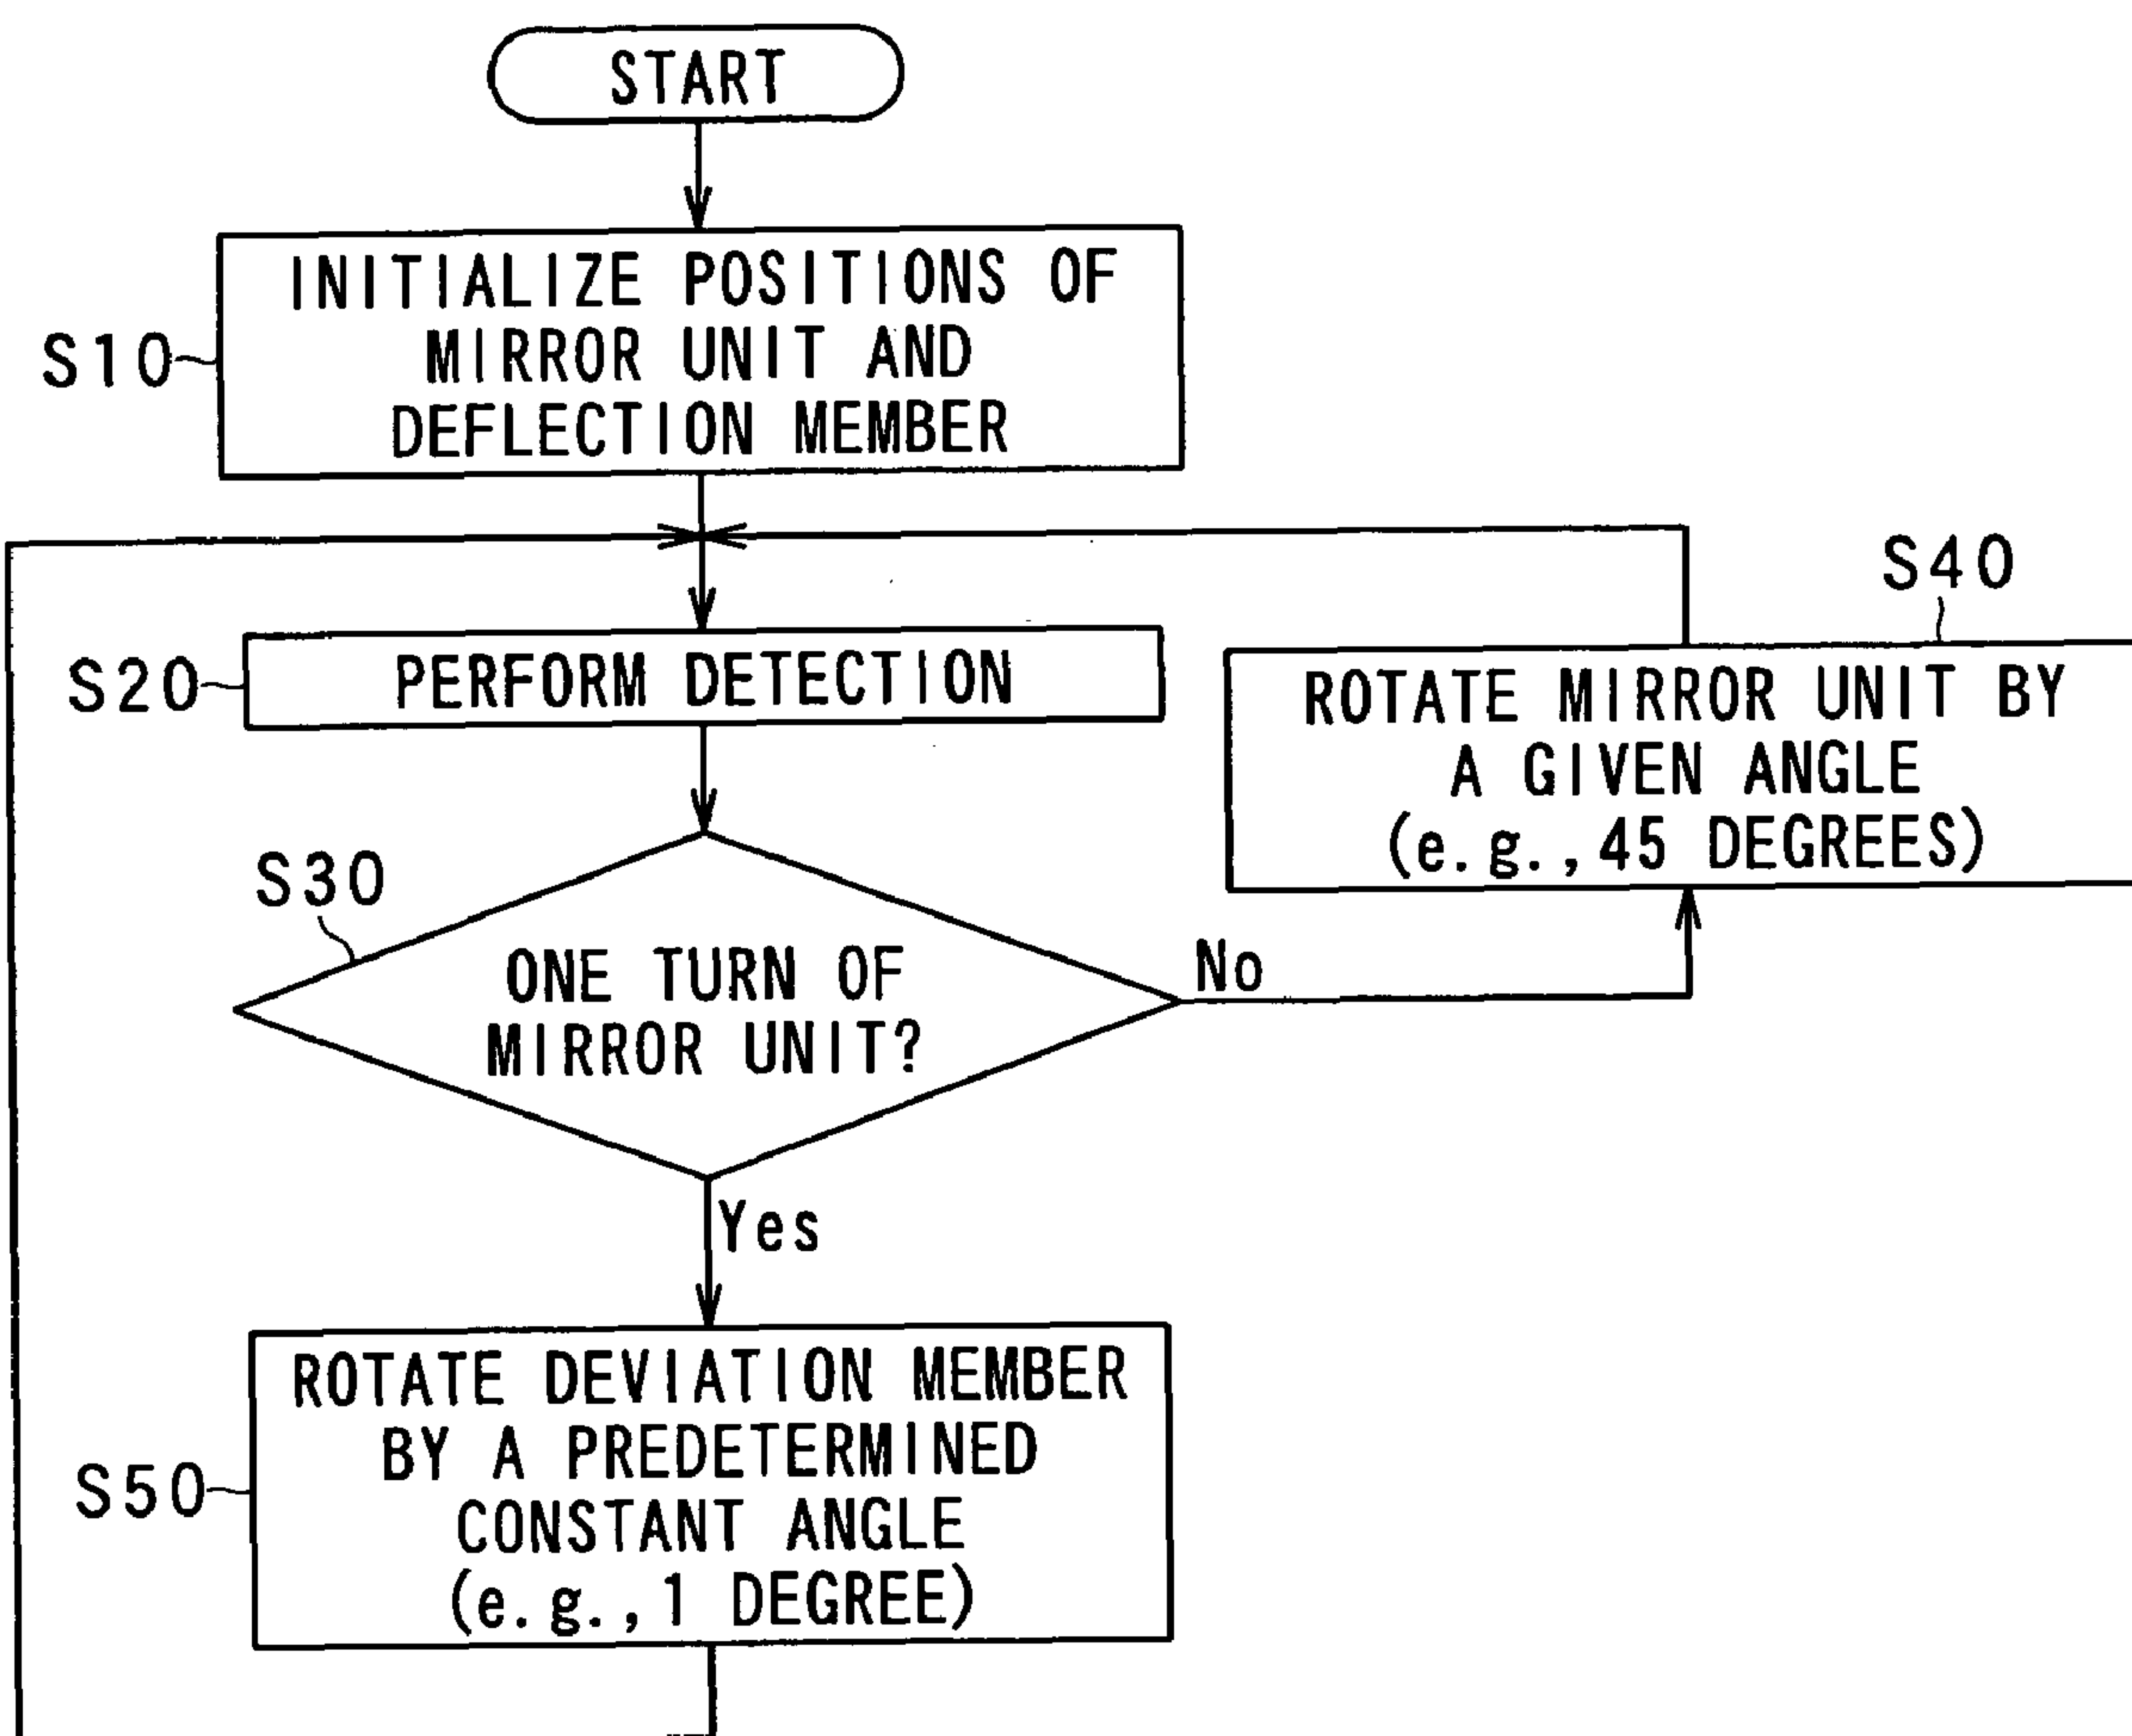 START
S10
INITIALIZE POSITIONS OF
MIRROR UNIT AND
DEFLECTION MEMBER
S20
PERFORM DETECTION
S40
ROTATE MIRROR UNIT BY
A GIVEN ANGLE
(e.g.,45 DEGREES)
S30
ONE TURN OF
MIRROR UNIT?
No
Yes
S50
ROTATE DEVIATION MEMBER
BY A PREDETERMINED
CONSTANT ANGLE
(e.g.,1 DEGREE)